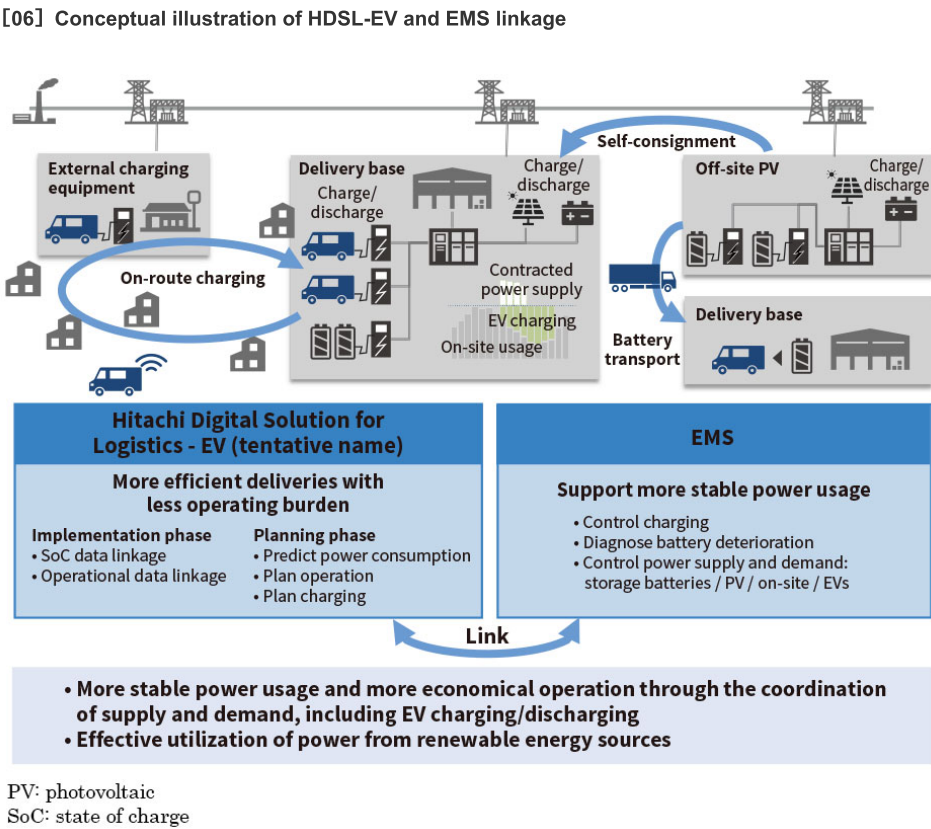 ［06］ Conceptual illustration of HDSL-EV and EMS linkage
Self-consignment
External charging
equipment
Delivery base
Charge/
discharge
Charge/
discharge
Off-site PV
Charge/
discharge
On-route charging
Contracted
power supply
EV charging
On-site usage
Battery
transport
Delivery base
Hitachi Digital Solution for
Logistics - EV (tentative name)
More efficient deliveries with
less operating burden
Implementation phase
• SoC data linkage
• Operational data linkage
Planning phase
• Predict power consumption
• Plan operation
• Plan charging
EMS
Support more stable power usage
• Control charging
• Diagnose battery deterioration
• Control power supply and demand:
storage batteries / PV / on-site / EVs
Link
• More stable power usage and more economical operation through the coordination
of supply and demand, including EV charging/discharging
• Effective utilization of power from renewable energy sources
PV: photovoltaic
SoC: state of charge